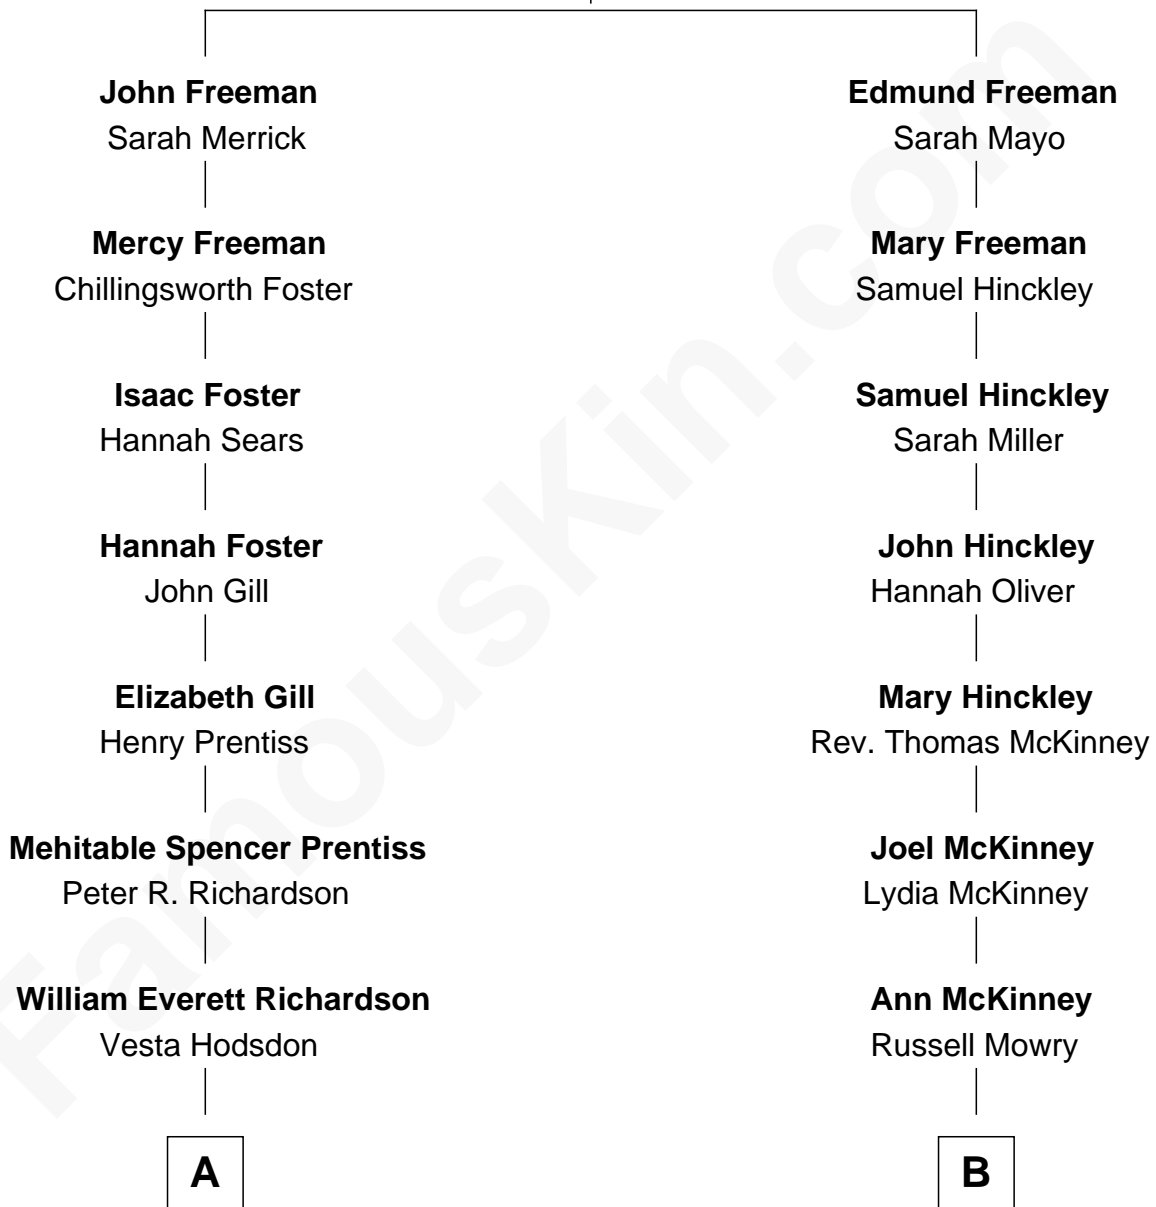 John Freeman
Sarah Merrick
Edmund Freeman
Sarah Mayo
Mercy Freeman
Chillingsworth Foster
Mary Freeman
Samuel Hinckley
Isaac Foster
Hannah Sears
Samuel Hinckley
Sarah Miller
Hannah Foster
John Gill
John Hinckley
Hannah Oliver
Elizabeth Gill
Henry Prentiss
Mary Hinckley
Rev. Thomas McKinney
Mehitable Spencer Prentiss
Peter R. Richardson
Joel McKinney
Lydia McKinney
William Everett Richardson
Vesta Hodsdon
Ann McKinney
Russell Mowry
A
B
FamousKin.com